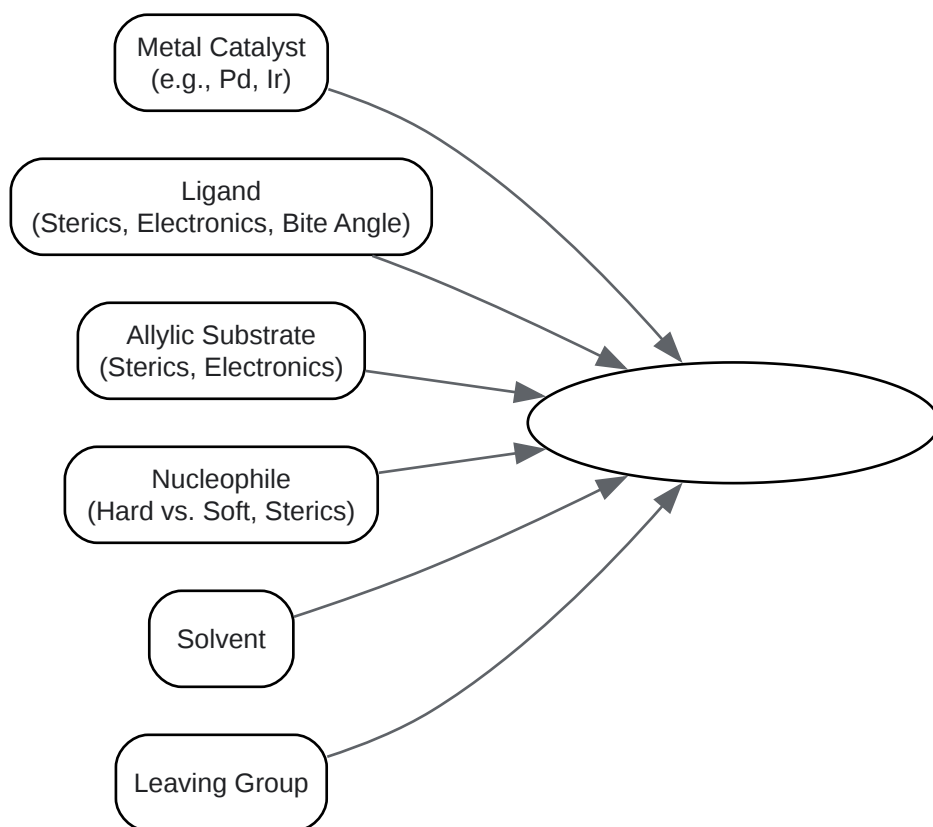 Metal Catalyst
(e.g., Pd, Ir)
Ligand
(Sterics, Electronics, Bite Angle)
Allylic Substrate
(Sterics, Electronics)
Nucleophile
(Hard vs. Soft, Sterics)
Solvent
Leaving Group